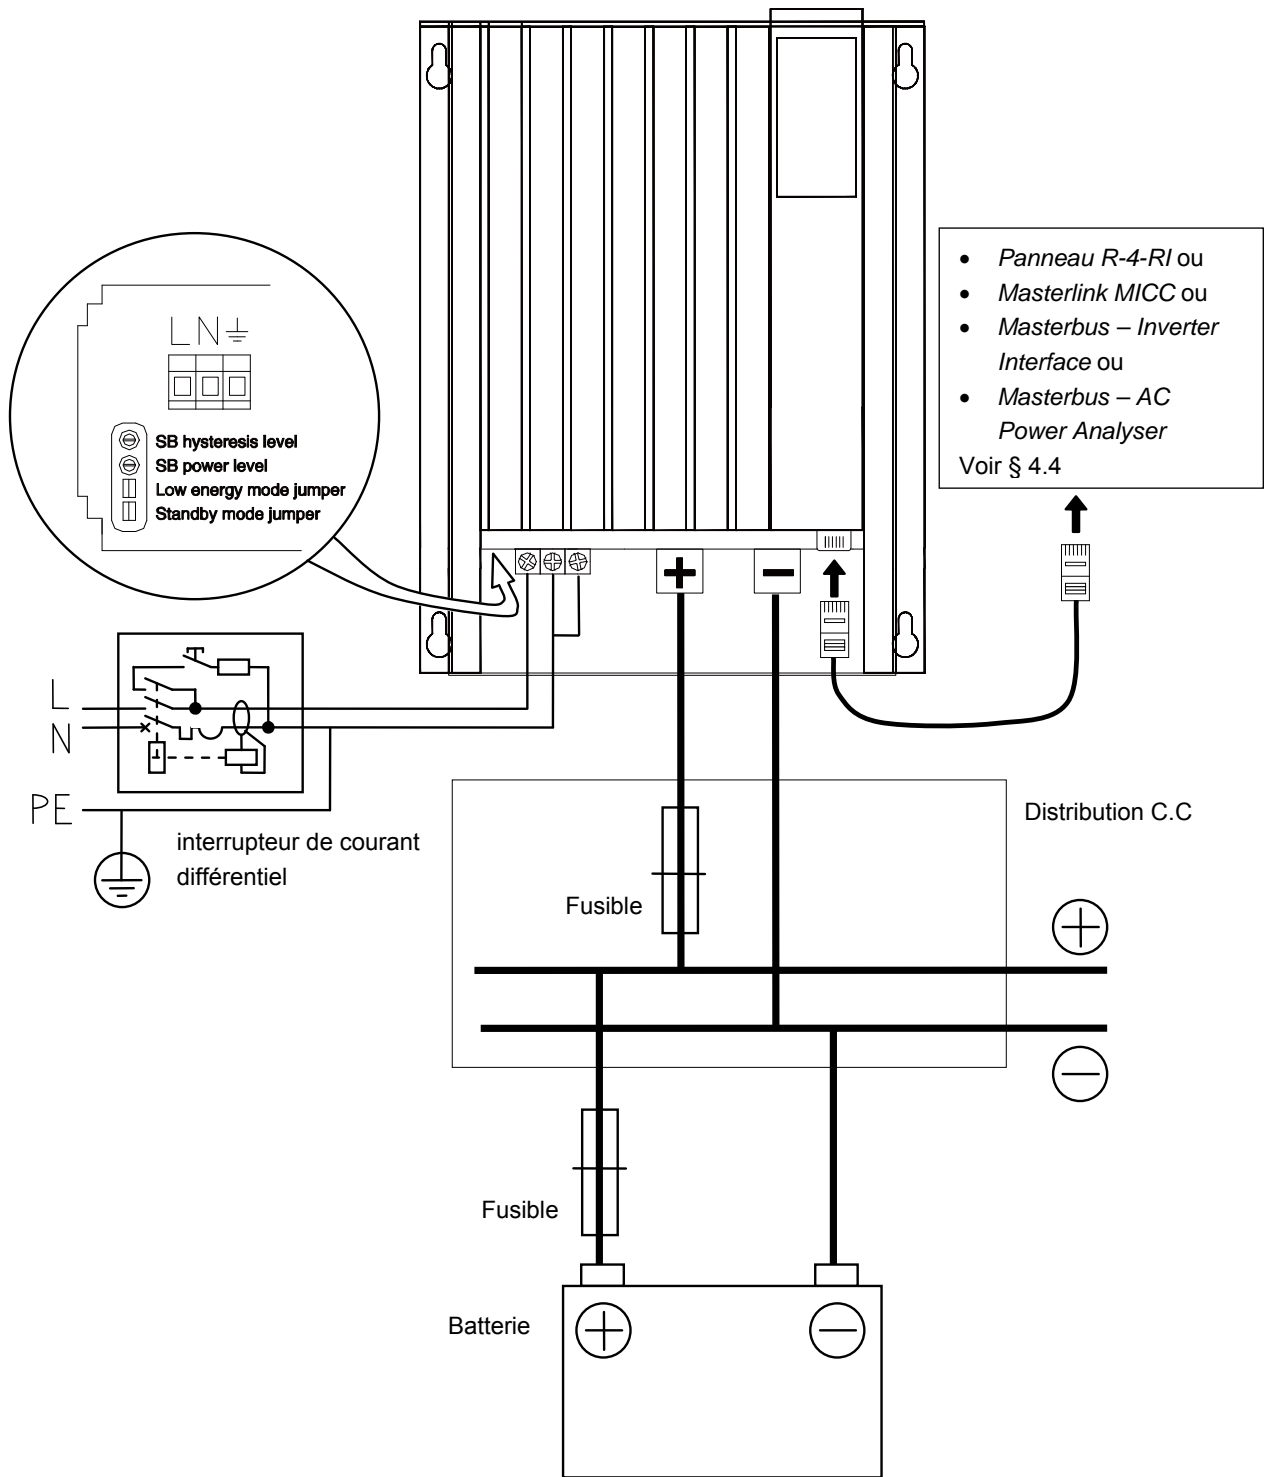 • Panneau R-4-RI ou
• Masterlink MICC ou
• Masterbus – Inverter
Interface ou
• Masterbus – AC
Power Analyser
Voir § 4.4
L N
SB hysteresis level
SB power level
Low energy mode jumper
Standby mode jumper
+ −
L
N
PE
interrupteur de courant
différentiel
Distribution C.C
Fusible
+
−
Fusible
Batterie
+ −